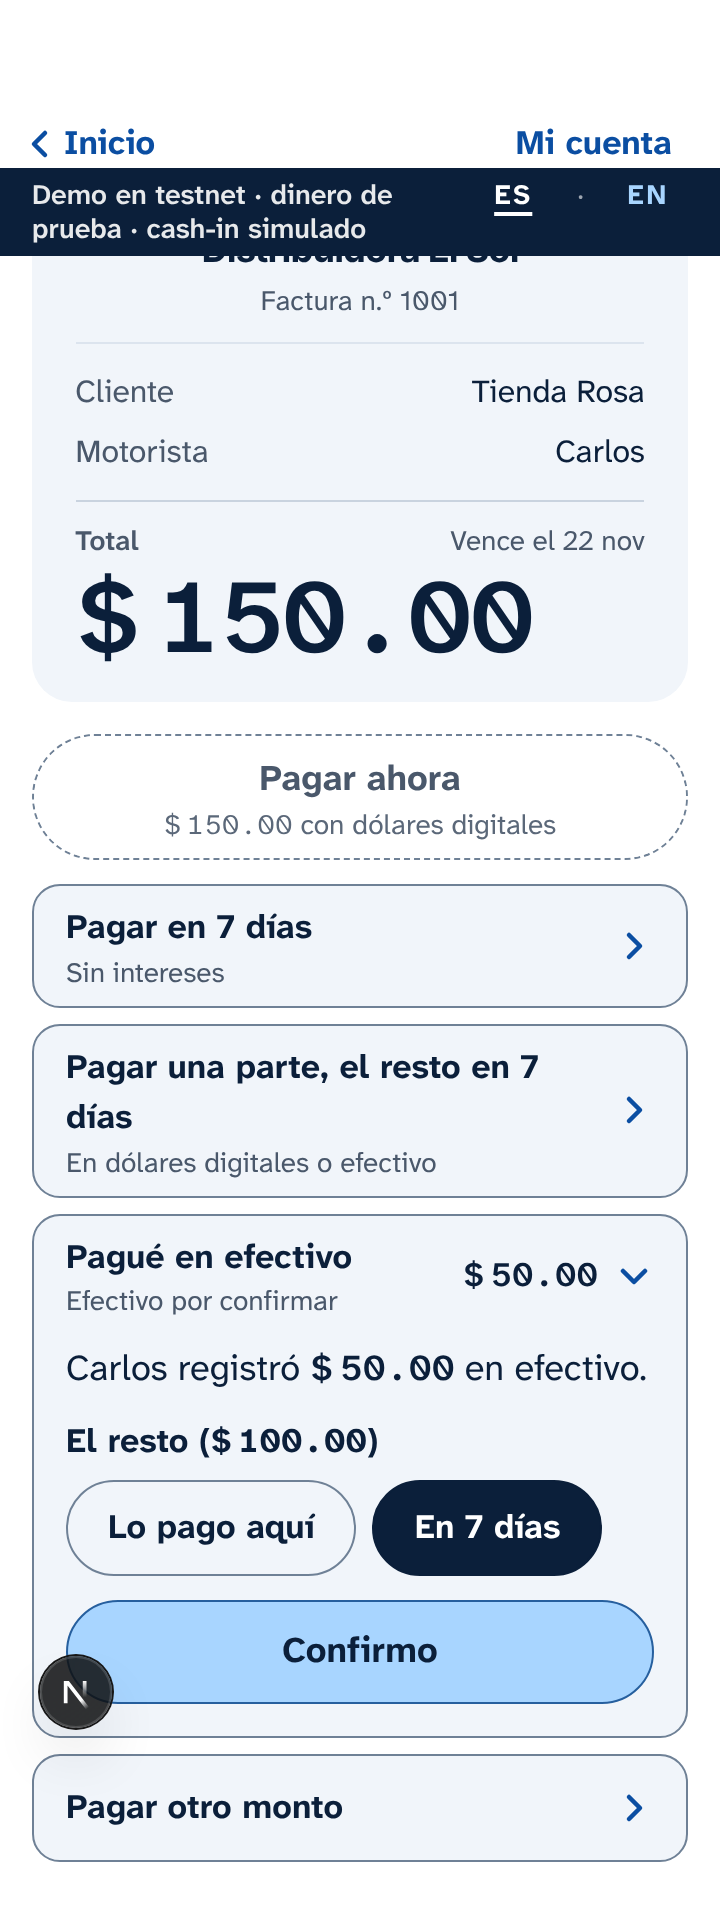 Inicio
Mi cuenta
Demo en testnet · dinero de
prueba · cash-in simulado
ES · EN
Distribuidora El Sol
Factura n.º 1001
Cliente
Tienda Rosa
Motorista
Carlos
Total
Vence el 22 nov
$ 150.00
Pagar ahora
$ 150.00 con dólares digitales
Pagar en 7 días
Sin intereses
Pagar una parte, el resto en 7
días
En dólares digitales o efectivo
Pagué en efectivo
$ 50.00
Efectivo por confirmar
Carlos registró $ 50.00 en efectivo.
El resto ($ 100.00)
Lo pago aquí
En 7 días
Confirmo
N
Pagar otro monto